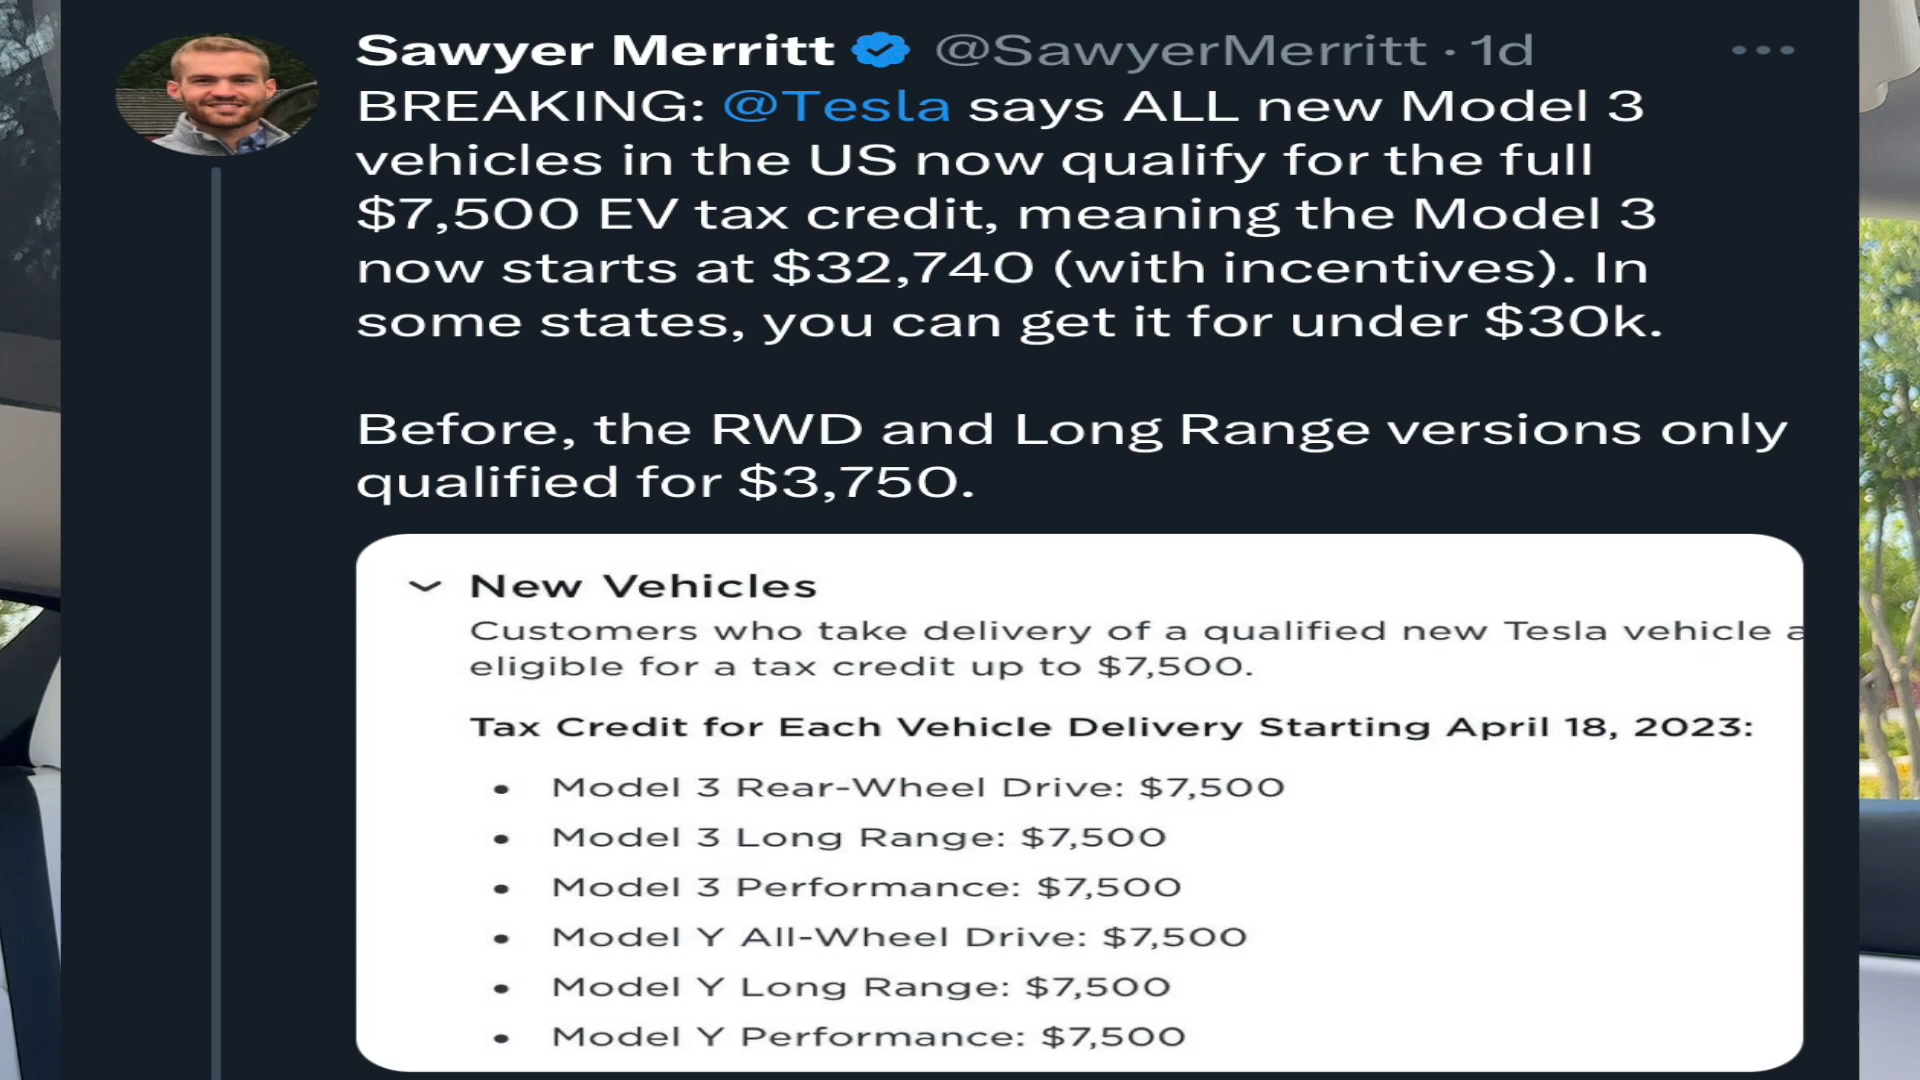 Sawyer Merritt @SawyerMerritt · 1d
BREAKING: @Tesla says ALL new Model 3
vehicles in the US now qualify for the full
$7,500 EV tax credit, meaning the Model 3
now starts at $32,740 (with incentives). In
some states, you can get it for under $30k.
Before, the RWD and Long Range versions only
qualified for $3,750.
New Vehicles
Customers who take delivery of a qualified new Tesla vehicle a
eligible for a tax credit up to $7,500.
Tax Credit for Each Vehicle Delivery Starting April 18, 2023:
• Model 3 Rear-Wheel Drive: $7,500
• Model 3 Long Range: $7,500
• Model 3 Performance: $7,500
• Model Y All-Wheel Drive: $7,500
• Model Y Long Range: $7,500
• Model Y Performance: $7,500